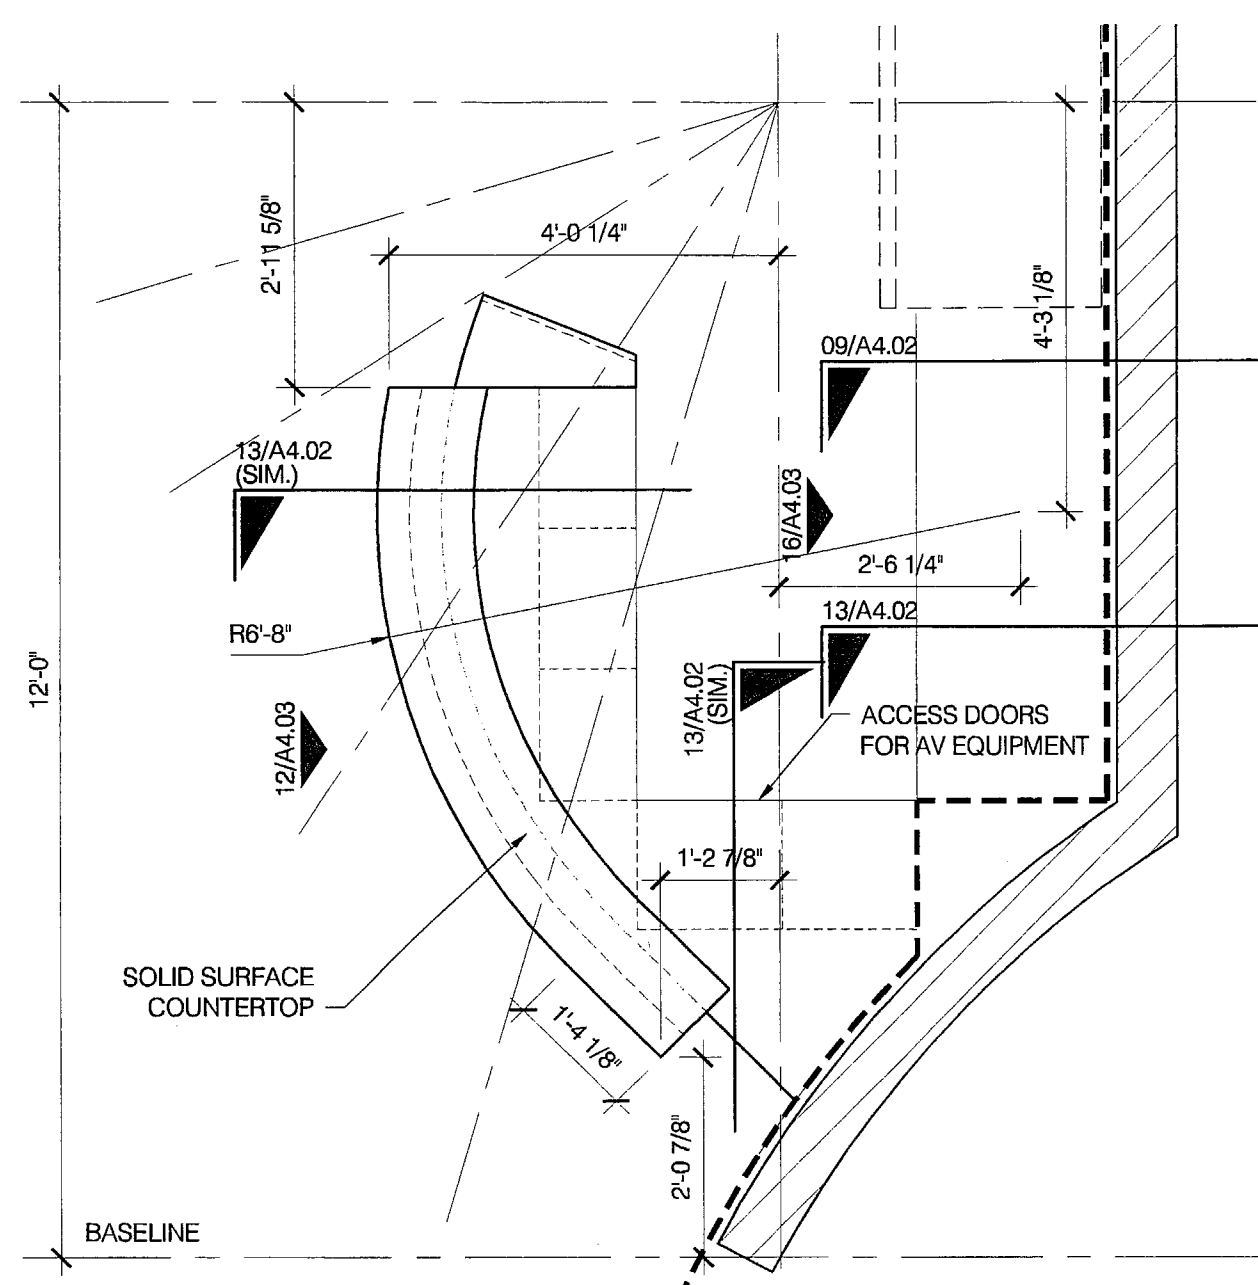 4'-0 1/4"
2'-11 5/8"
4'-3 1/8"
09/A4.02
13/A4.02
(SIM.)
16/A4.03
2'-6 1/4"
13/A4.02
R6'-8"
12'-0"
13/A4.02
(SIM.)
12/A4.03
ACCESS DOORS
FOR AV EQUIPMENT
1'-2 7/8"
SOLID SURFACE
COUNTERTOP
1'-4 1/8"
2'-0 7/8"
BASELINE